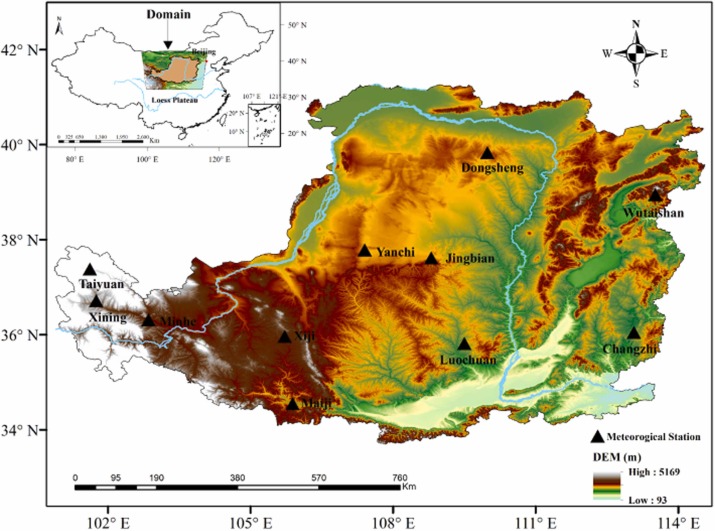 Domain
N
50° N
40° N
30° N
20° N
Beijing
Loess Plateau
107° E 121° E
20° N
10° N
0 325 650 1,300 1,950 2,600
Km
80° E 100° E 120° E
42° N
40° N
38° N
36° N
34° N
N
W E
S
Dongsheng
Wutaishan
Yanchi
Jingbian
Taiyuan
Xining
Minhe
Xiji
Luochuan
Changzhi
Maiji
Meteorogical Station
DEM (m)
High : 5169
Low : 93
0 95 190 380 570 760
Km
102° E 105° E 108° E 111° E 114° E